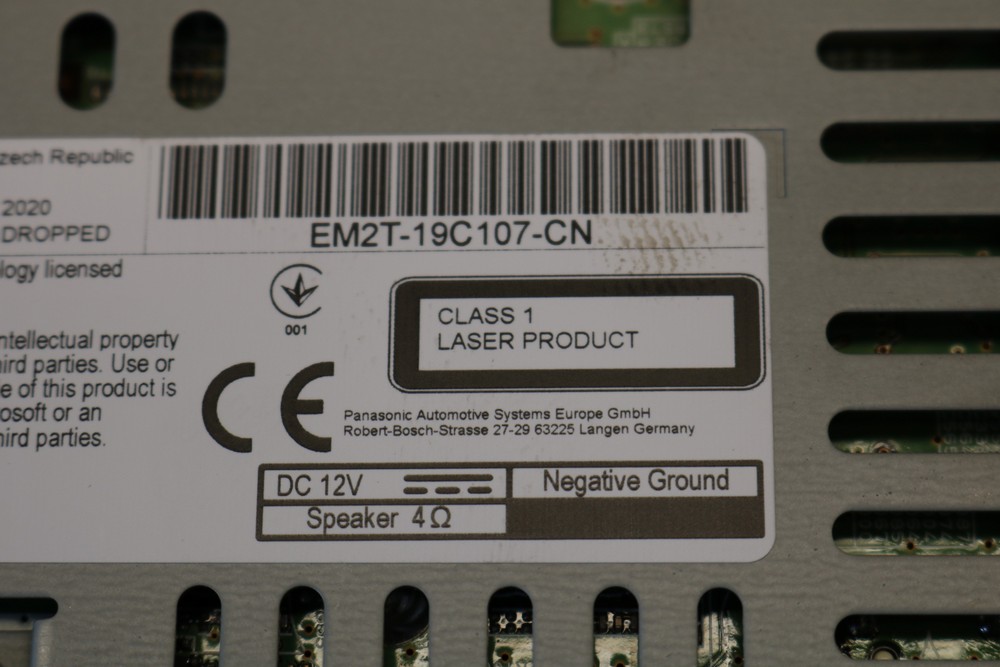 zech Republic
2020
DROPPED
EM2T-19C107-CN
logy licensed
001
CLASS 1
LASER PRODUCT
ntellectual property
hird parties. Use or
e of this product is
osoft or an
hird parties.
CE
Panasonic Automotive Systems Europe GmbH
Robert-Bosch-Strasse 27-29 63225 Langen Germany
DC 12V
Negative Ground
Speaker 4Ω